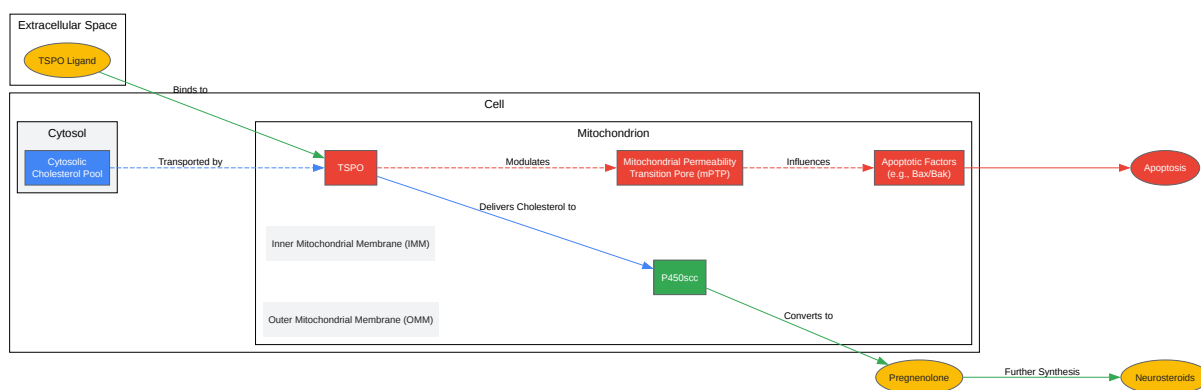 Extracellular Space
TSPO Ligand
Binds to
Cell
Cytosol
Mitochondrion
Cytosolic
Cholesterol Pool
Transported by
TSPO
Modulates
Mitochondrial Permeability
Transition Pore (mPTP)
Influences
Apoptotic Factors
(e.g., Bax/Bak)
Apoptosis
Delivers Cholesterol to
Inner Mitochondrial Membrane (IMM)
P450scc
Outer Mitochondrial Membrane (OMM)
Converts to
Pregnenolone
Further Synthesis
Neurosteroids